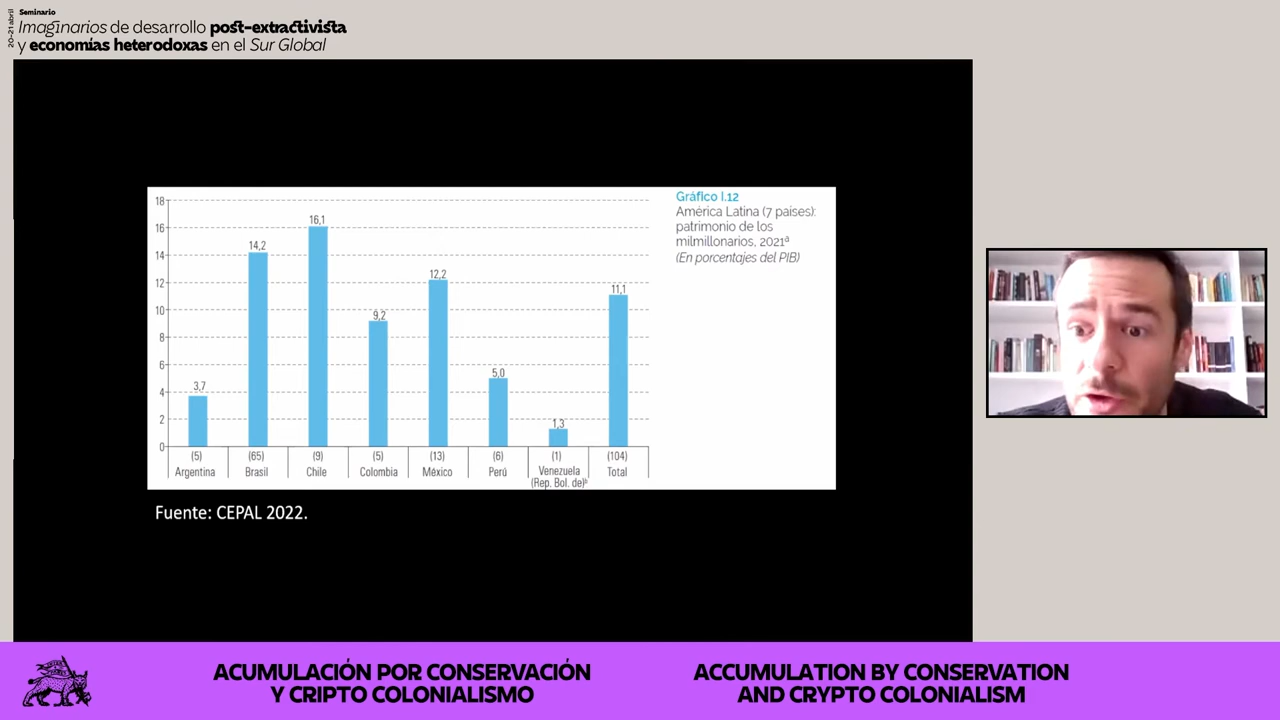 Seminario
20-21 abril
Imaginarios de desarrollo post-extractivista
y economías heterodoxas en el Sur Global
18
16
14
12
10
8
6
4
2
0
3,7
14,2
16,1
9,2
12,2
5,0
1,3
11,1
(5)
(65)
(9)
(5)
(13)
(6)
(1)
(104)
Argentina
Brasil
Chile
Colombia
México
Perú
Venezuela
(Rep. Bol. de)ᵇ
Total
Gráfico I.12
América Latina (7 países):
patrimonio de los
milmillonarios, 2021ª
(En porcentajes del PIB)
Fuente: CEPAL 2022.
ACUMULACIÓN POR CONSERVACIÓN
Y CRIPTO COLONIALISMO
ACCUMULATION BY CONSERVATION
AND CRYPTO COLONIALISM